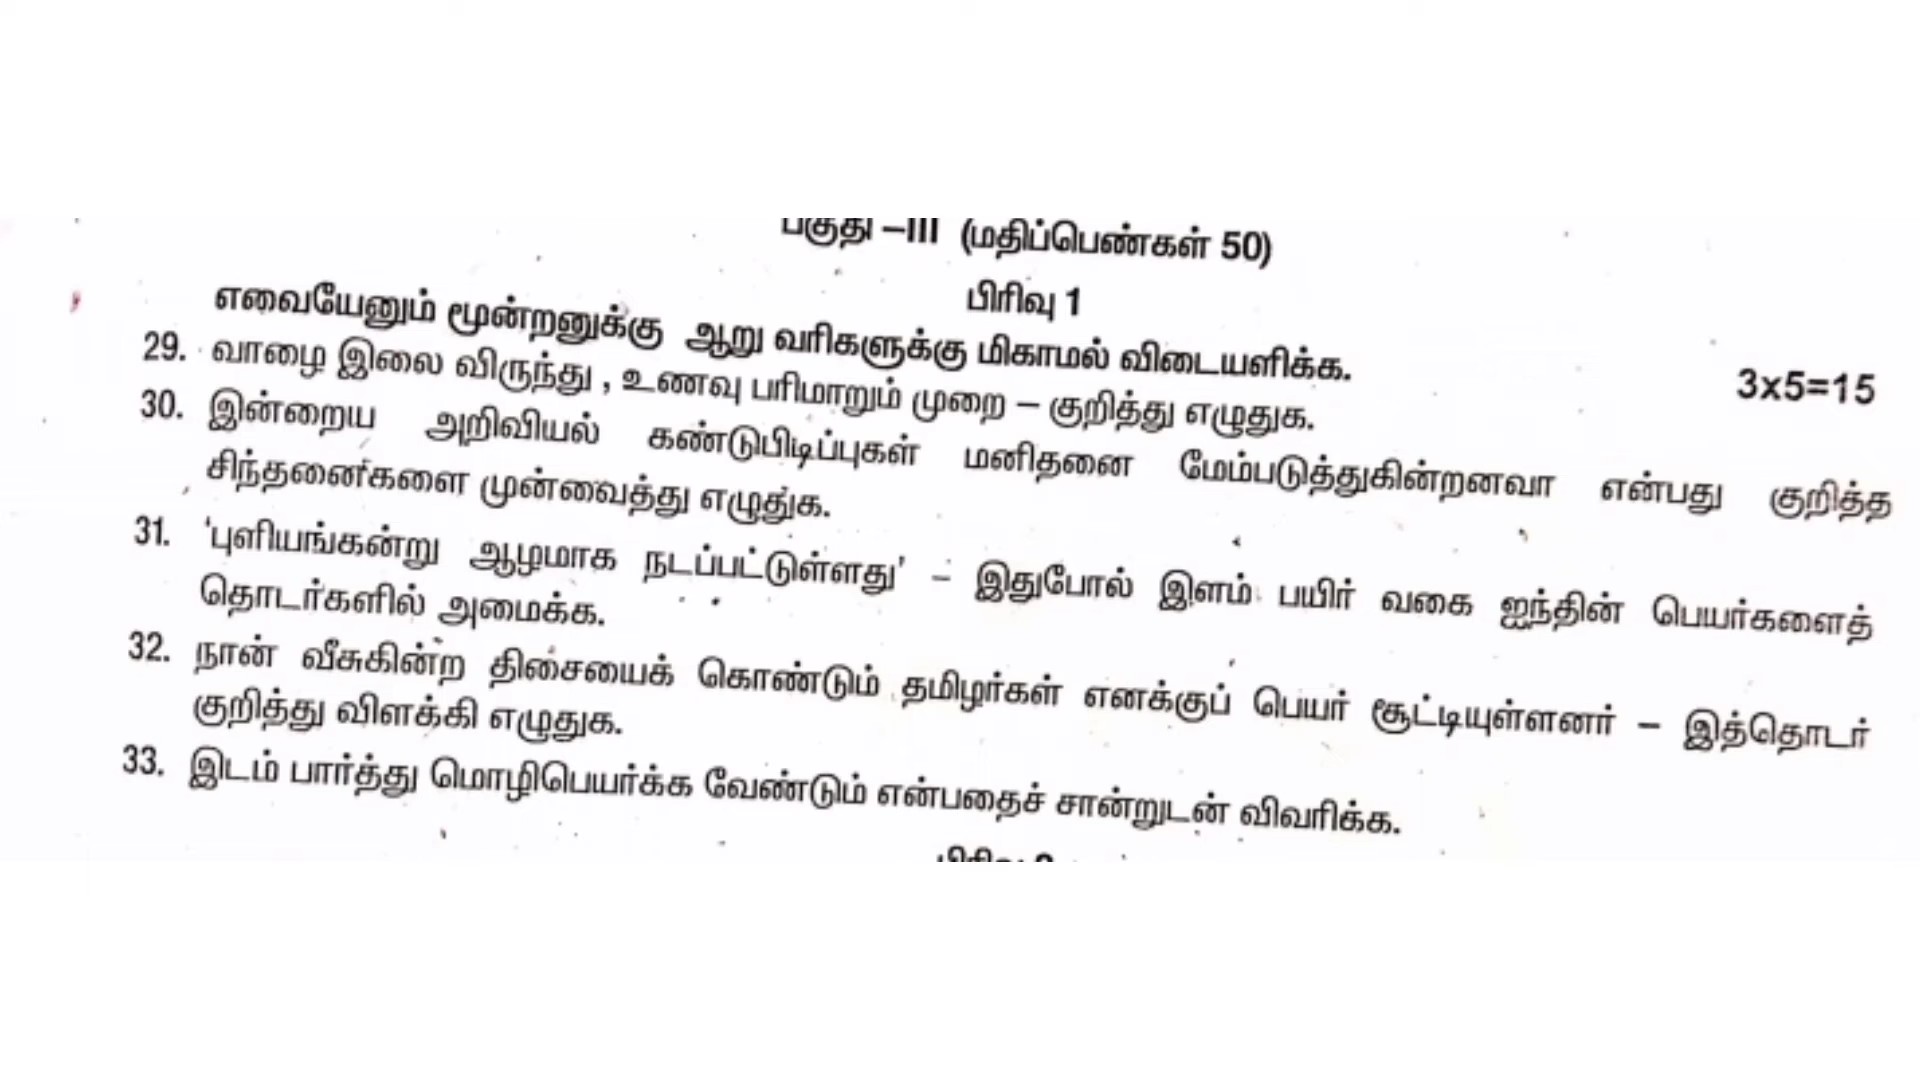 பகுதி –III (மதிப்பெண்கள் 50)
பிரிவு 1
எவையேனும் மூன்றனுக்கு ஆறு வரிகளுக்கு மிகாமல் விடையளிக்க. 3x5=15
29. வாழை இலை விருந்து , உணவு பரிமாறும் முறை – குறித்து எழுதுக.
30. இன்றைய அறிவியல் கண்டுபிடிப்புகள் மனிதனை மேம்படுத்துகின்றனவா என்பது குறித்த
சிந்தனைகளை முன்வைத்து எழுதுக.
31. 'புளியங்கன்று ஆழமாக நடப்பட்டுள்ளது' – இதுபோல் இளம் பயிர் வகை ஐந்தின் பெயர்களைத்
தொடர்களில் அமைக்க.
32. நான் வீசுகின்ற திசையைக் கொண்டும் தமிழர்கள் எனக்குப் பெயர் சூட்டியுள்ளனர் – இத்தொடர்
குறித்து விளக்கி எழுதுக.
33. இடம் பார்த்து மொழிபெயர்க்க வேண்டும் என்பதைச் சான்றுடன் விவரிக்க.